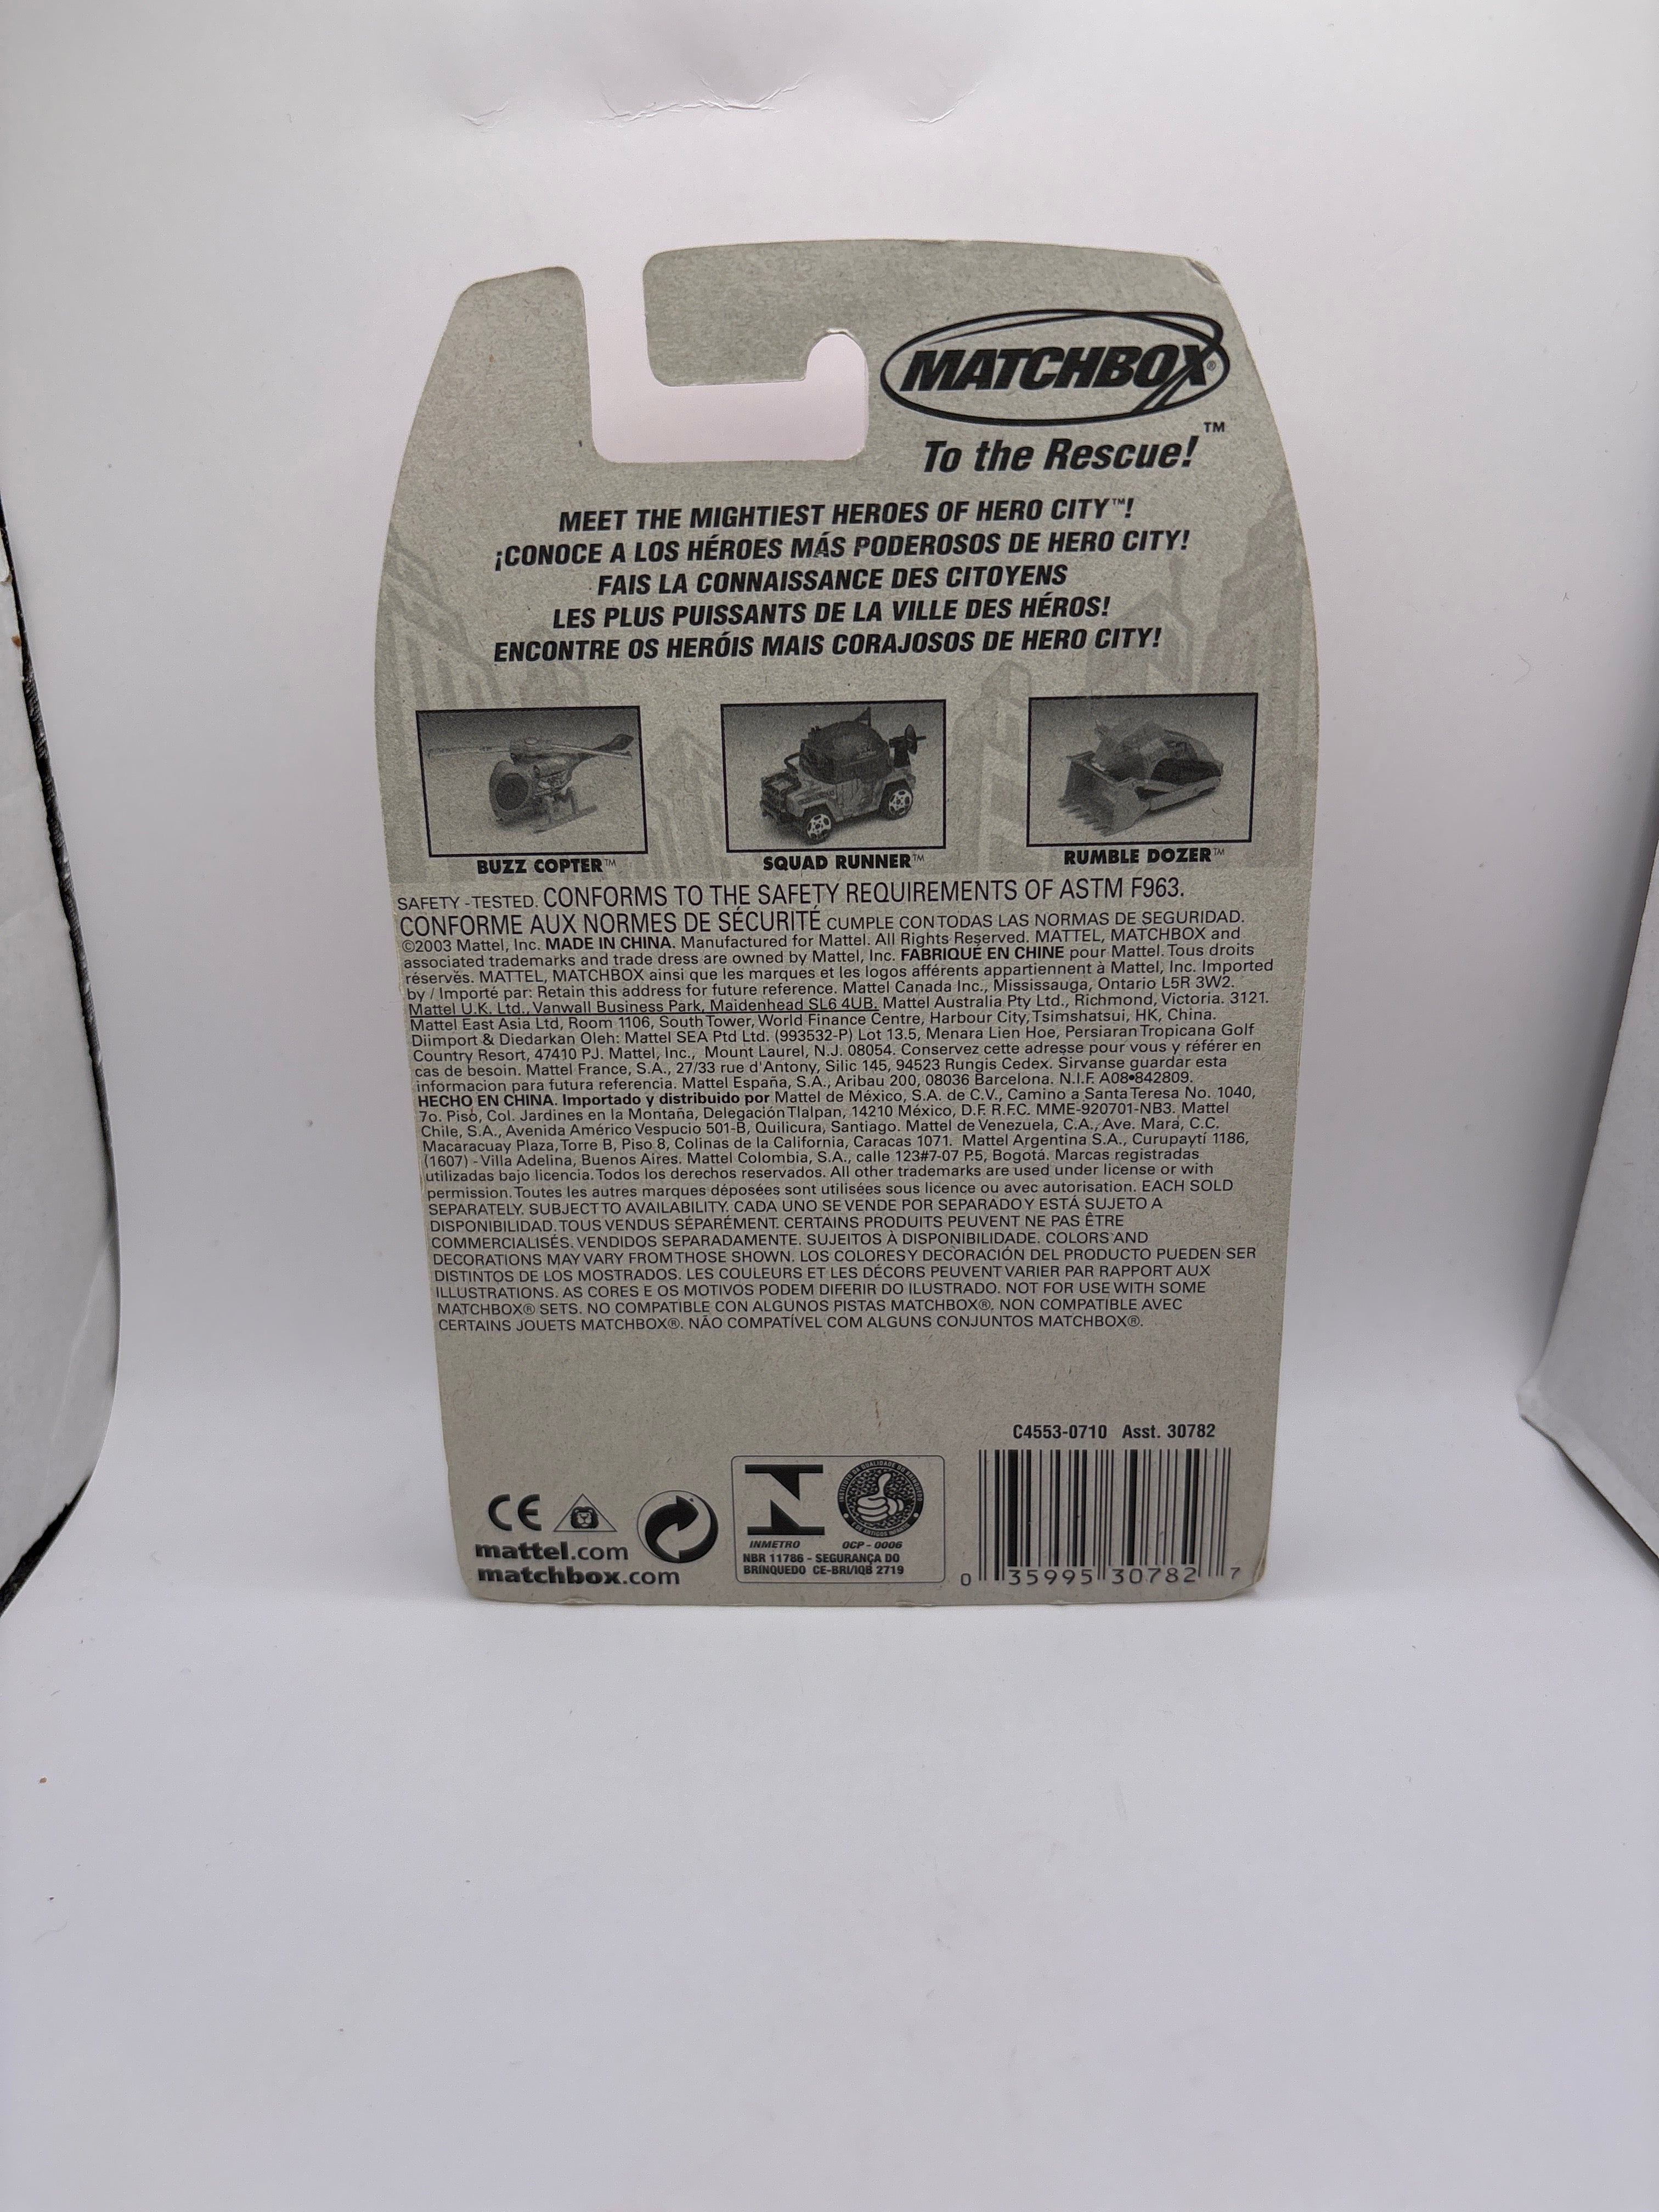 MATCHBOX®
To the Rescue!™
MEET THE MIGHTIEST HEROES OF HERO CITY™!
¡CONOCE A LOS HÉROES MÁS PODEROSOS DE HERO CITY!
FAIS LA CONNAISSANCE DES CITOYENS
LES PLUS PUISSANTS DE LA VILLE DES HÉROS!
ENCONTRE OS HERÓIS MAIS CORAJOSOS DE HERO CITY!
BUZZ COPTER™
SQUAD RUNNER™
RUMBLE DOZER™
SAFETY-TESTED. CONFORMS TO THE SAFETY REQUIREMENTS OF ASTM F963.
CONFORME AUX NORMES DE SÉCURITÉ CUMPLE CON TODAS LAS NORMAS DE SEGURIDAD.
©2003 Mattel, Inc. MADE IN CHINA. Manufactured for Mattel. All Rights Reserved. MATTEL, MATCHBOX and
associated trademarks and trade dress are owned by Mattel, Inc. FABRIQUÉ EN CHINE pour Mattel. Tous droits
réservés. MATTEL, MATCHBOX ainsi que les marques et les logos afférents appartiennent à Mattel, Inc. Imported
by / Importé par: Retain this address for future reference. Mattel Canada Inc., Mississauga, Ontario L5R 3W2.
Mattel U.K. Ltd., Vanwall Business Park, Maidenhead SL6 4UB. Mattel Australia Pty Ltd., Richmond, Victoria. 3121.
Mattel East Asia Ltd, Room 1106, South Tower, World Finance Centre, Harbour City, Tsimshatsui, HK, China.
Diimport & Diedarkan Oleh: Mattel SEA Ptd Ltd. (993532-P) Lot 13.5, Menara Lien Hoe, Persiaran Tropicana Golf
Country Resort, 47410 PJ. Mattel, Inc., Mount Laurel, N.J. 08054. Conservez cette adresse pour vous y référer en
cas de besoin. Mattel France, S.A., 27/33 rue d'Antony, Silic 145, 94523 Rungis Cedex. Sirvanse guardar esta
informacion para futura referencia. Mattel España, S.A., Aribau 200, 08036 Barcelona. N.I.F. A08•842809.
HECHO EN CHINA. Importado y distribuido por Mattel de México, S.A. de C.V., Camino a Santa Teresa No. 1040,
7o. Piso, Col. Jardines en la Montaña, Delegación Tlalpan, 14210 México, D.F. R.F.C. MME-920701-NB3. Mattel
Chile, S.A., Avenida Américo Vespucio 501-B, Quilicura, Santiago. Mattel de Venezuela, C.A., Ave. Mara, C.C.
Macaracuay Plaza, Torre B, Piso 8, Colinas de la California, Caracas 1071. Mattel Argentina S.A., Curupaytí 1186,
(1607) - Villa Adelina, Buenos Aires. Mattel Colombia, S.A., calle 123#7-07 P.5, Bogotá. Marcas registradas
utilizadas bajo licencia. Todos los derechos reservados. All other trademarks are used under license or with
permission. Toutes les autres marques déposées sont utilisées sous licence ou avec autorisation. EACH SOLD
SEPARATELY. SUBJECT TO AVAILABILITY. CADA UNO SE VENDE POR SEPARADO Y ESTÁ SUJETO A
DISPONIBILIDAD. TOUS VENDUS SÉPARÉMENT. CERTAINS PRODUITS PEUVENT NE PAS ÊTRE
COMMERCIALISÉS. VENDIDOS SEPARADAMENTE. SUJEITOS À DISPONIBILIDADE. COLORS AND
DECORATIONS MAY VARY FROM THOSE SHOWN. LOS COLORES Y DECORACIÓN DEL PRODUCTO PUEDEN SER
DISTINTOS DE LOS MOSTRADOS. LES COULEURS ET LES DÉCORS PEUVENT VARIER PAR RAPPORT AUX
ILLUSTRATIONS. AS CORES E OS MOTIVOS PODEM DIFERIR DO ILUSTRADO. NOT FOR USE WITH SOME
MATCHBOX® SETS. NO COMPATIBLE CON ALGUNOS PISTAS MATCHBOX®. NON COMPATIBLE AVEC
CERTAINS JOUETS MATCHBOX®. NÃO COMPATÍVEL COM ALGUNS CONJUNTOS MATCHBOX®.
C4553-0710 Asst. 30782
CE
mattel.com
matchbox.com
INMETRO OCP - 0006
NBR 11786 - SEGURANÇA DO
BRINQUEDO CE-BRI/IQB 2719
0 35995 30782 7